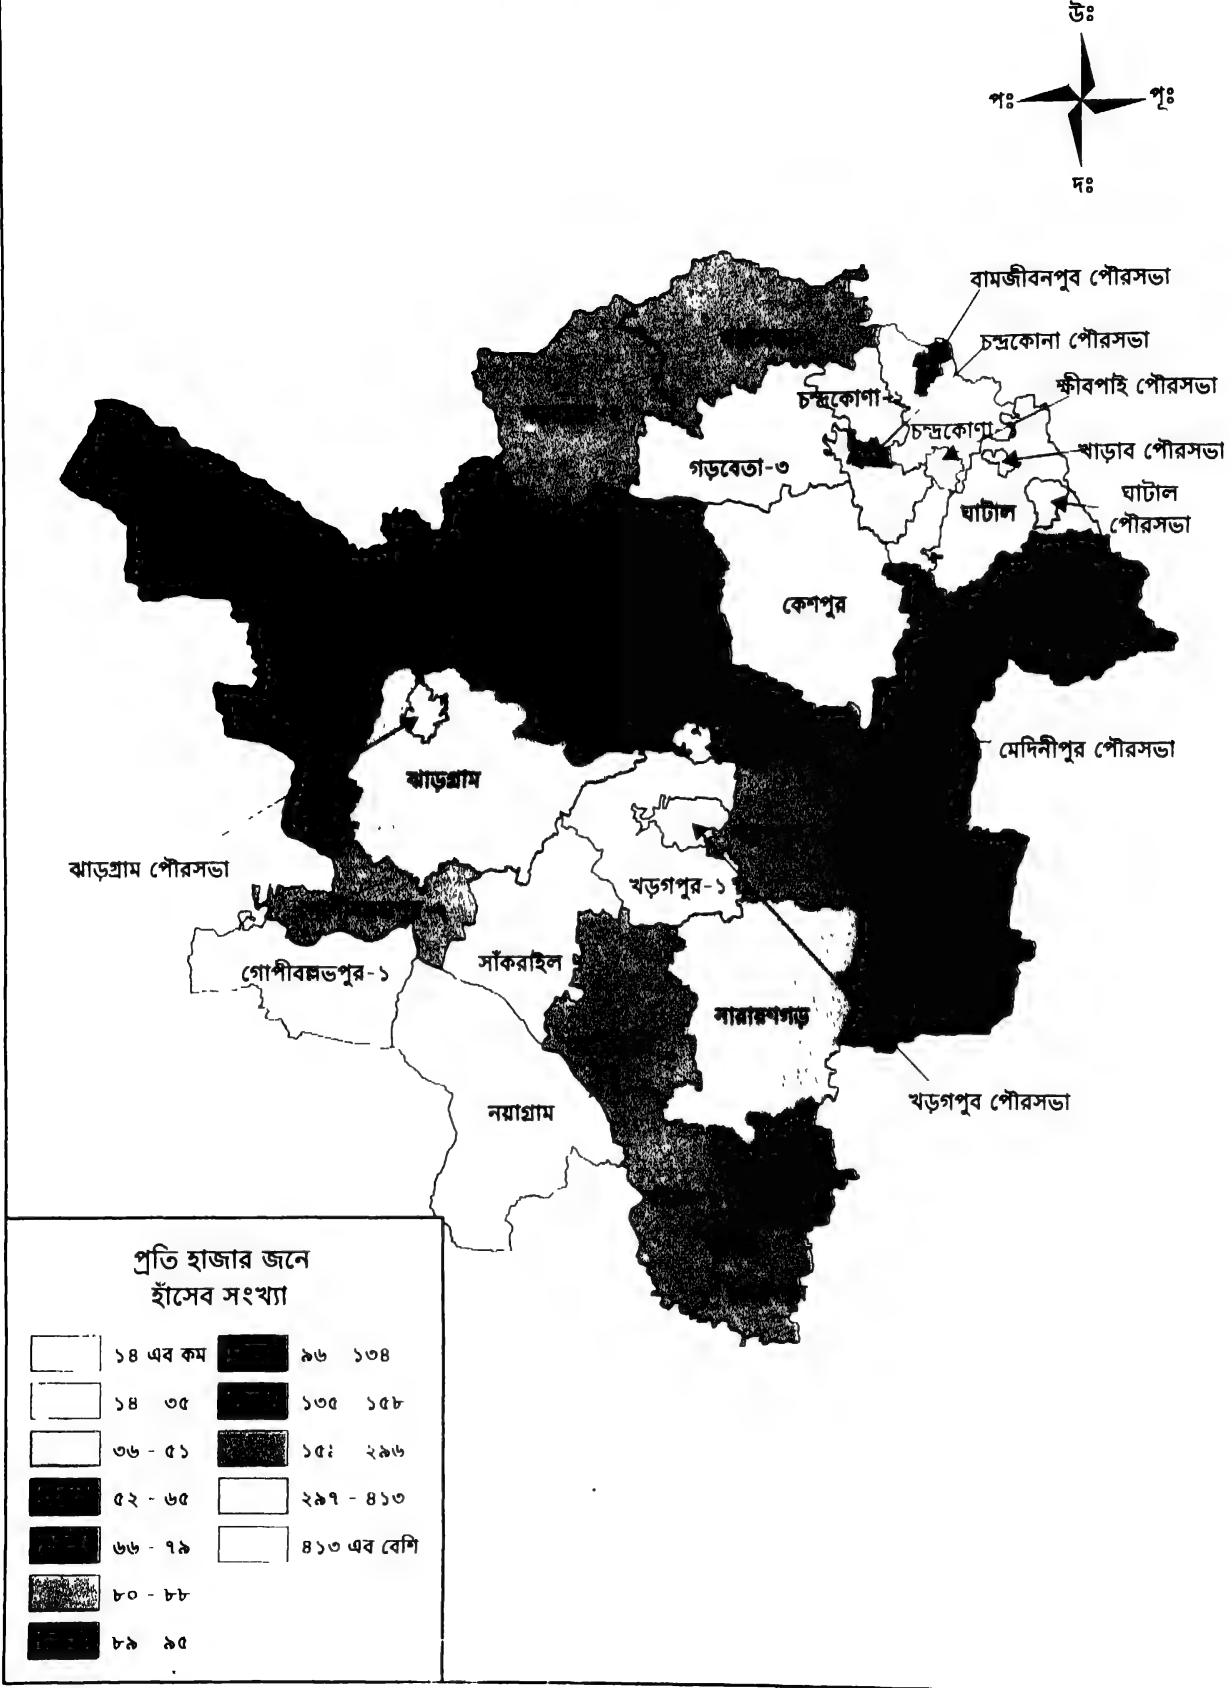 উঃ
পঃ
পূঃ
দঃ
বামজীবনপুব পৌরসভা
চন্দ্রকোনা পৌরসভা
ক্ষীবপাই পৌরসভা
চন্দ্রকোণা-২
চন্দ্রকোণা-১
খাড়াব পৌরসভা
গড়বেতা-৩
ঘাটাল
পৌরসভা
ঘাটাল
কেশপুর
মেদিনীপুর পৌরসভা
ঝাড়গ্রাম
ঝাড়গ্রাম পৌরসভা
খড়গপুর-১
সাঁকরাইল
গোপীবল্লভপুর-১
নারায়ণগড়
নয়াগ্রাম
খড়গপুব পৌরসভা
প্রতি হাজার জনে
হাঁসেব সংখ্যা
১৪ এব কম
১৪ ৩৫
৩৬ - ৫১
৫২ - ৬৫
৬৬ - ৭৯
৮০ - ৮৮
৮৯ ৯৫
৯৬ ১৩৪
১৩৫ ১৫৮
২৯৬
২৯৭ - ৪১৩
৪১৩ এব বেশি